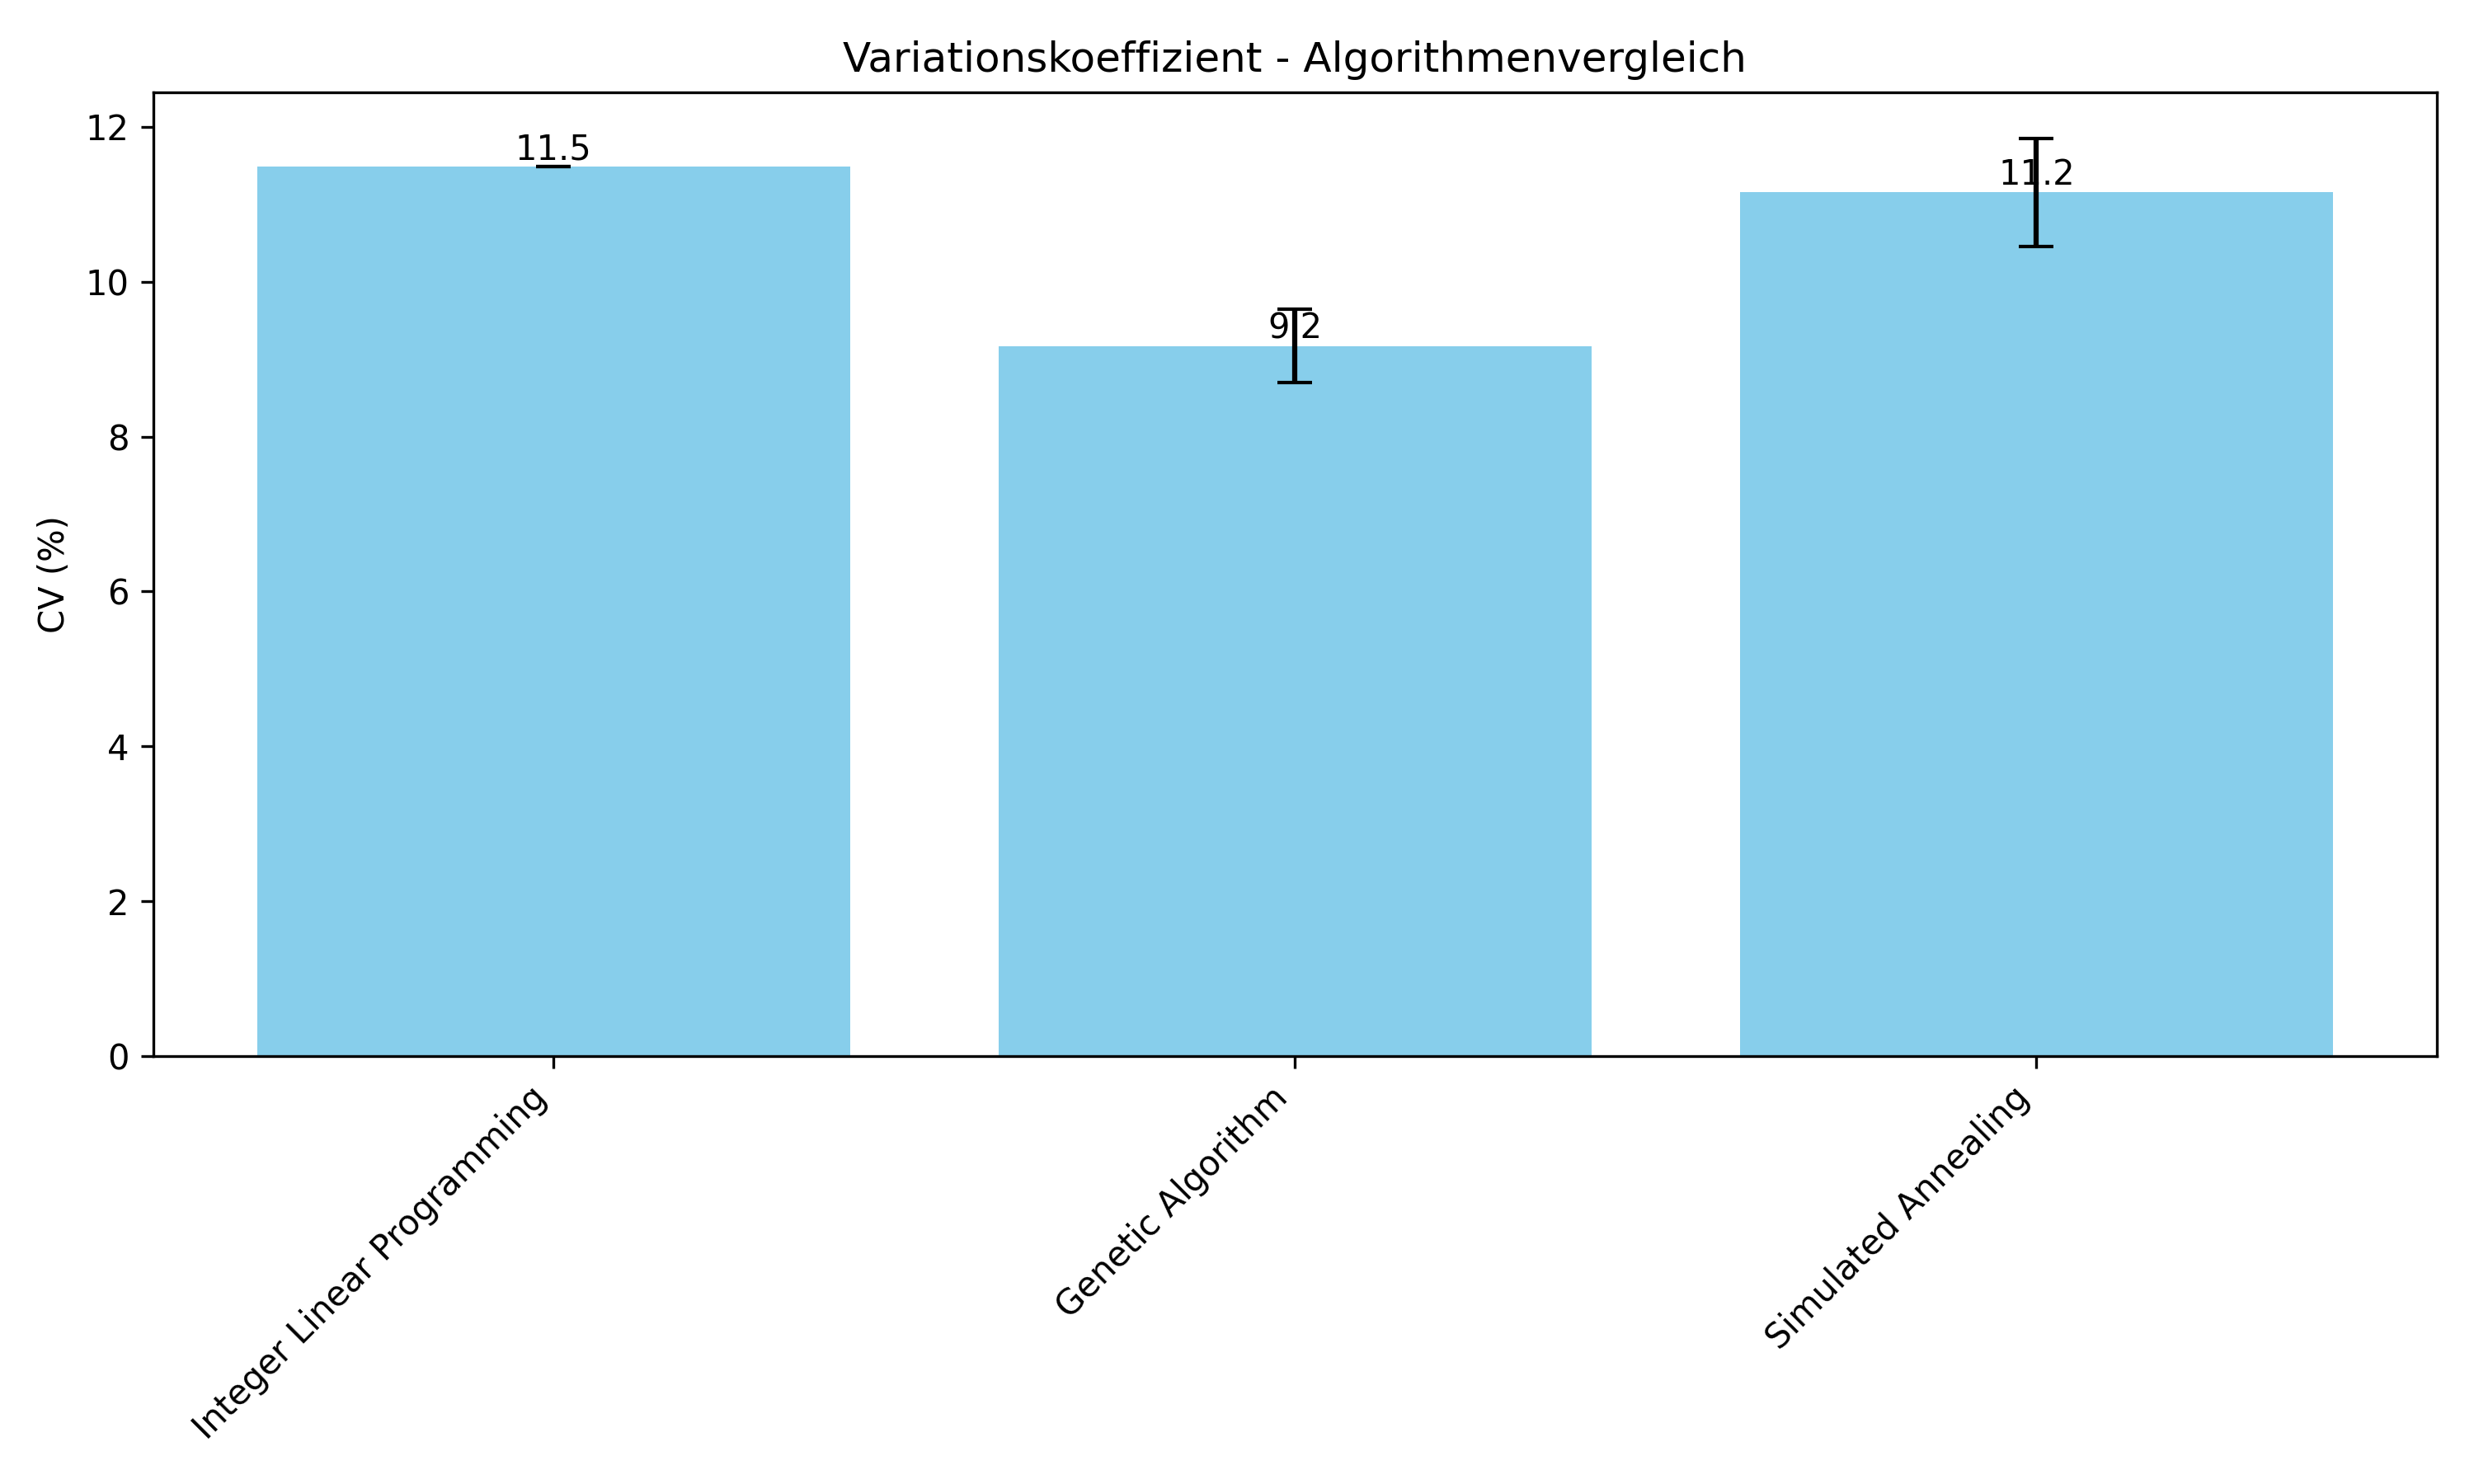 Variationskoeffizient - Algorithmenvergleich
CV (%)
12
10
8
6
4
2
0
11.5
9.2
11.2
Integer Linear Programming
Genetic Algorithm
Simulated Annealing